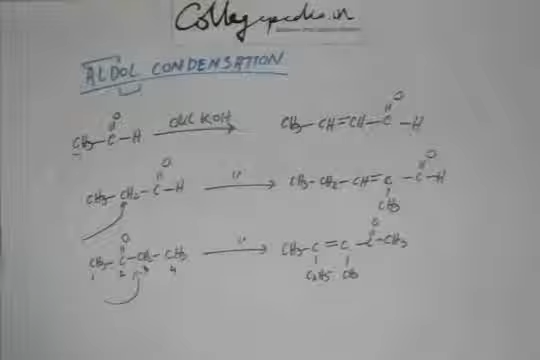 Collegepedia.in
ALDOL CONDENSATION
O O
CH3-C-H dil KOH CH3-CH=CH-C-H
O O
CH3-CH2-C-H " CH3-CH2-CH=C-C-H
CH3
O O
CH3-C-CH2-CH3 " CH3-C=C-C-CH3
1 2 3 4 C2H5 CH3